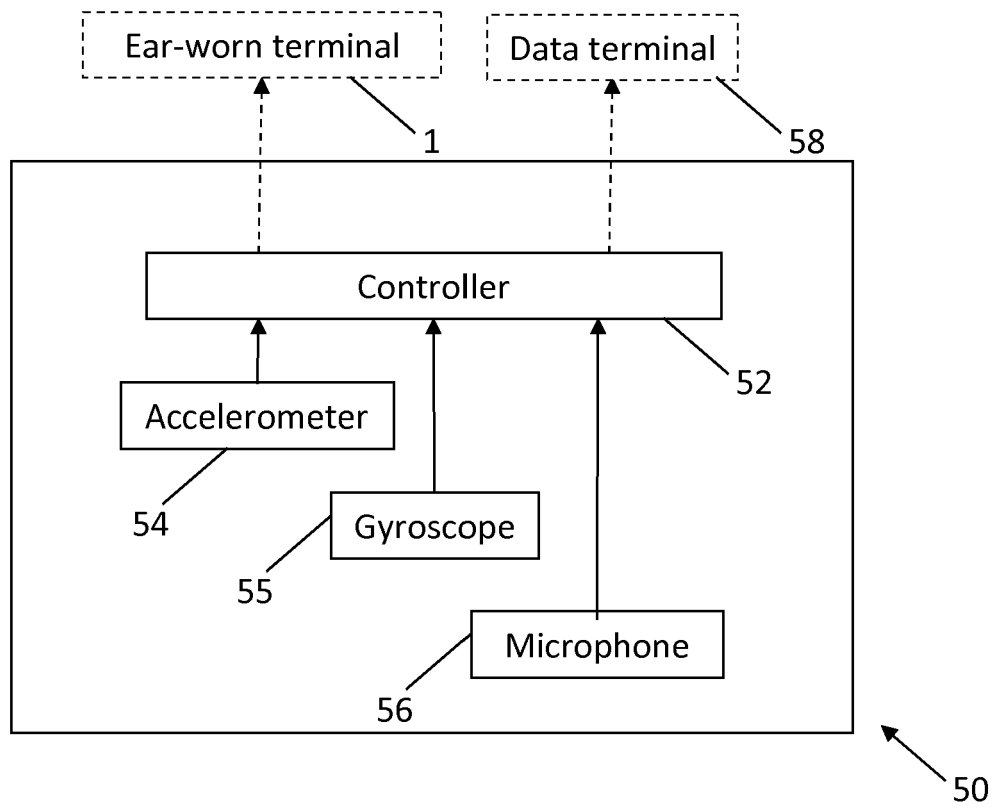 Ear-worn terminal
Data terminal
1
58
Controller
52
Accelerometer
54
Gyroscope
55
Microphone
56
50